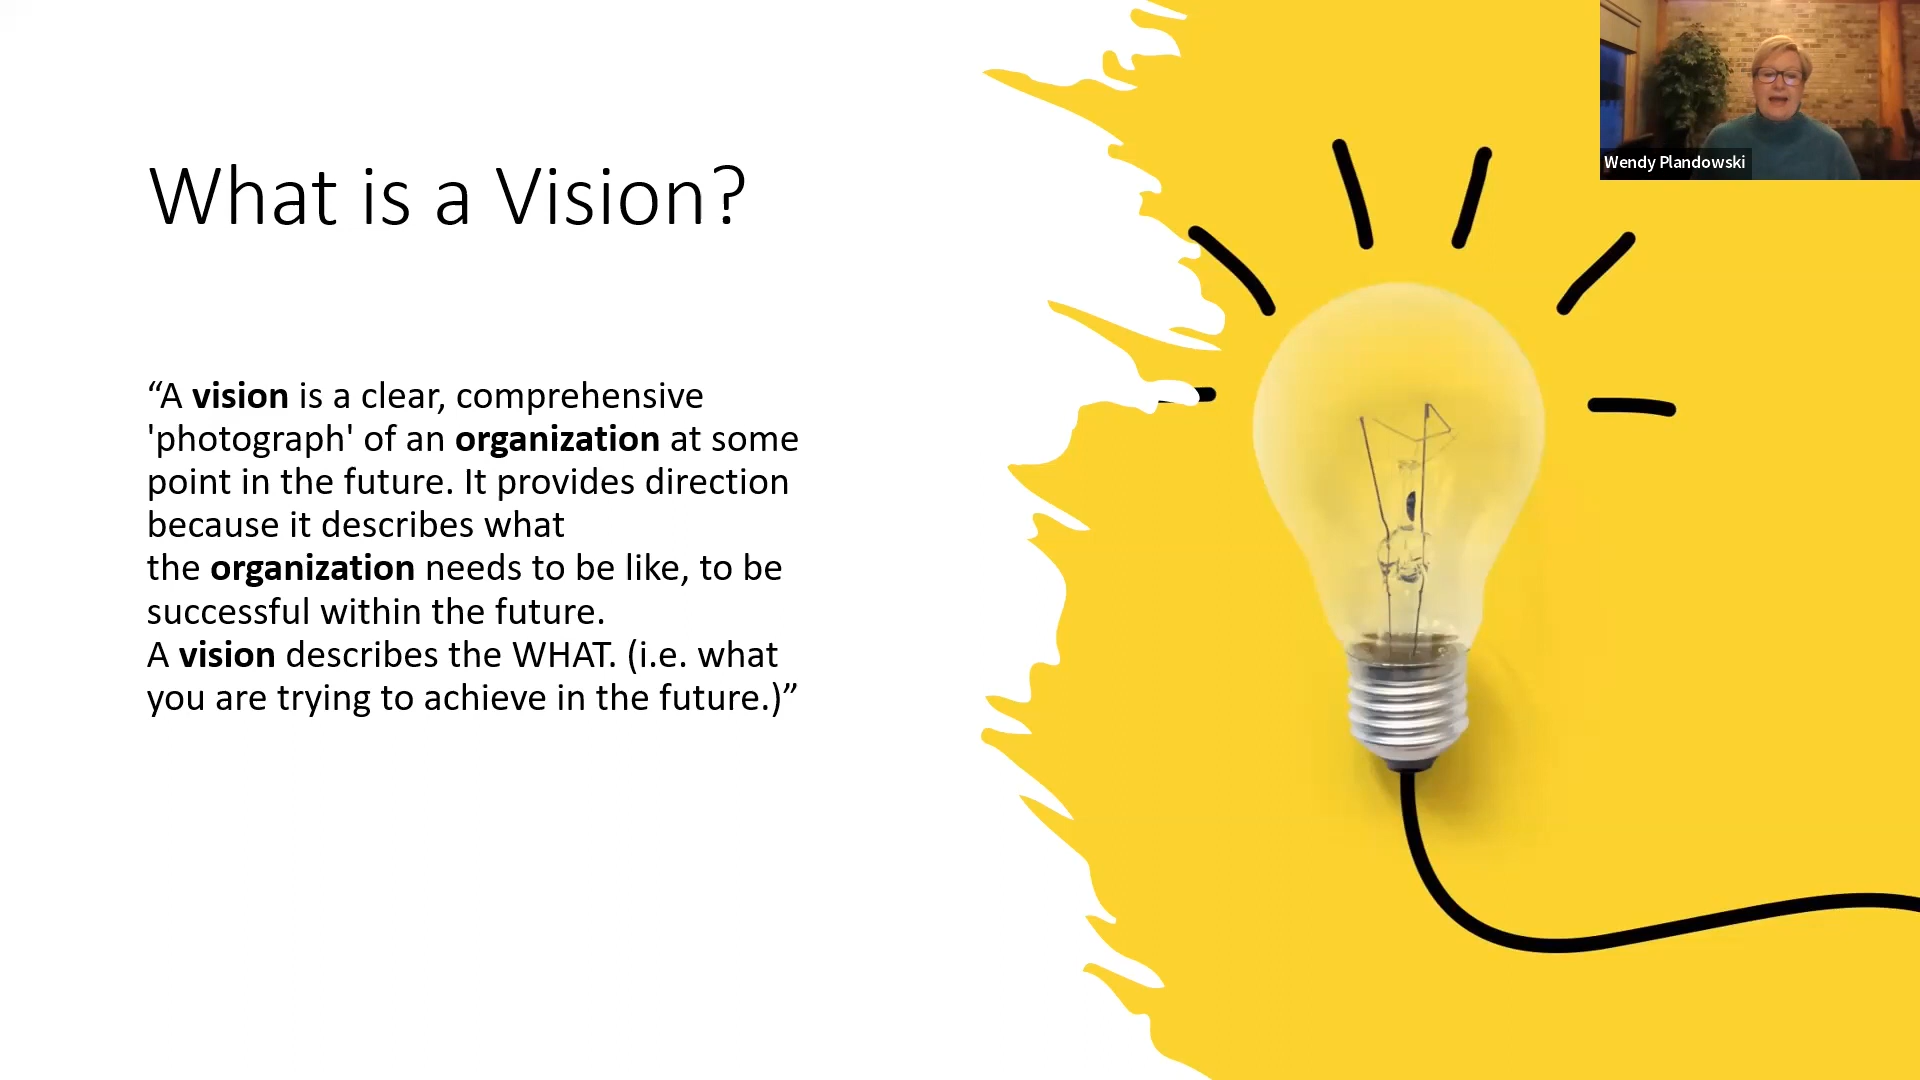 What is a Vision?
“A vision is a clear, comprehensive
'photograph' of an organization at some
point in the future. It provides direction
because it describes what
the organization needs to be like, to be
successful within the future.
A vision describes the WHAT. (i.e. what
you are trying to achieve in the future.)”
Wendy Plandowski